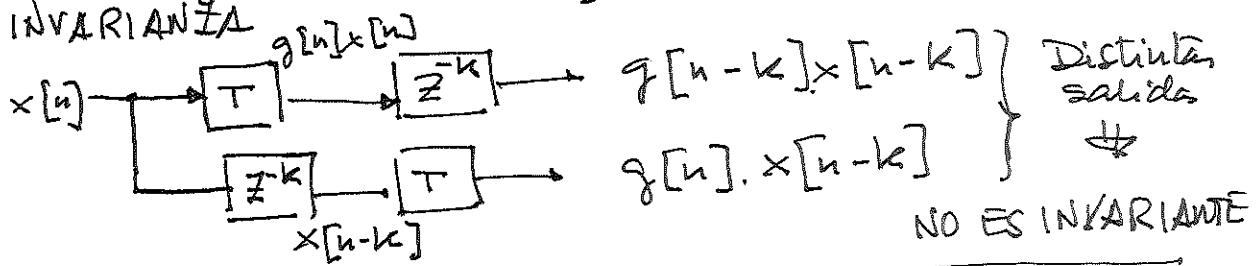 INVARIANZA
g[n]x[n]
x[n] T z^-k g[n-k].x[n-k] Distintas salidas
z^-k T g[n].x[n-k] ⇓
x[n-k] NO ES INVARIANTE